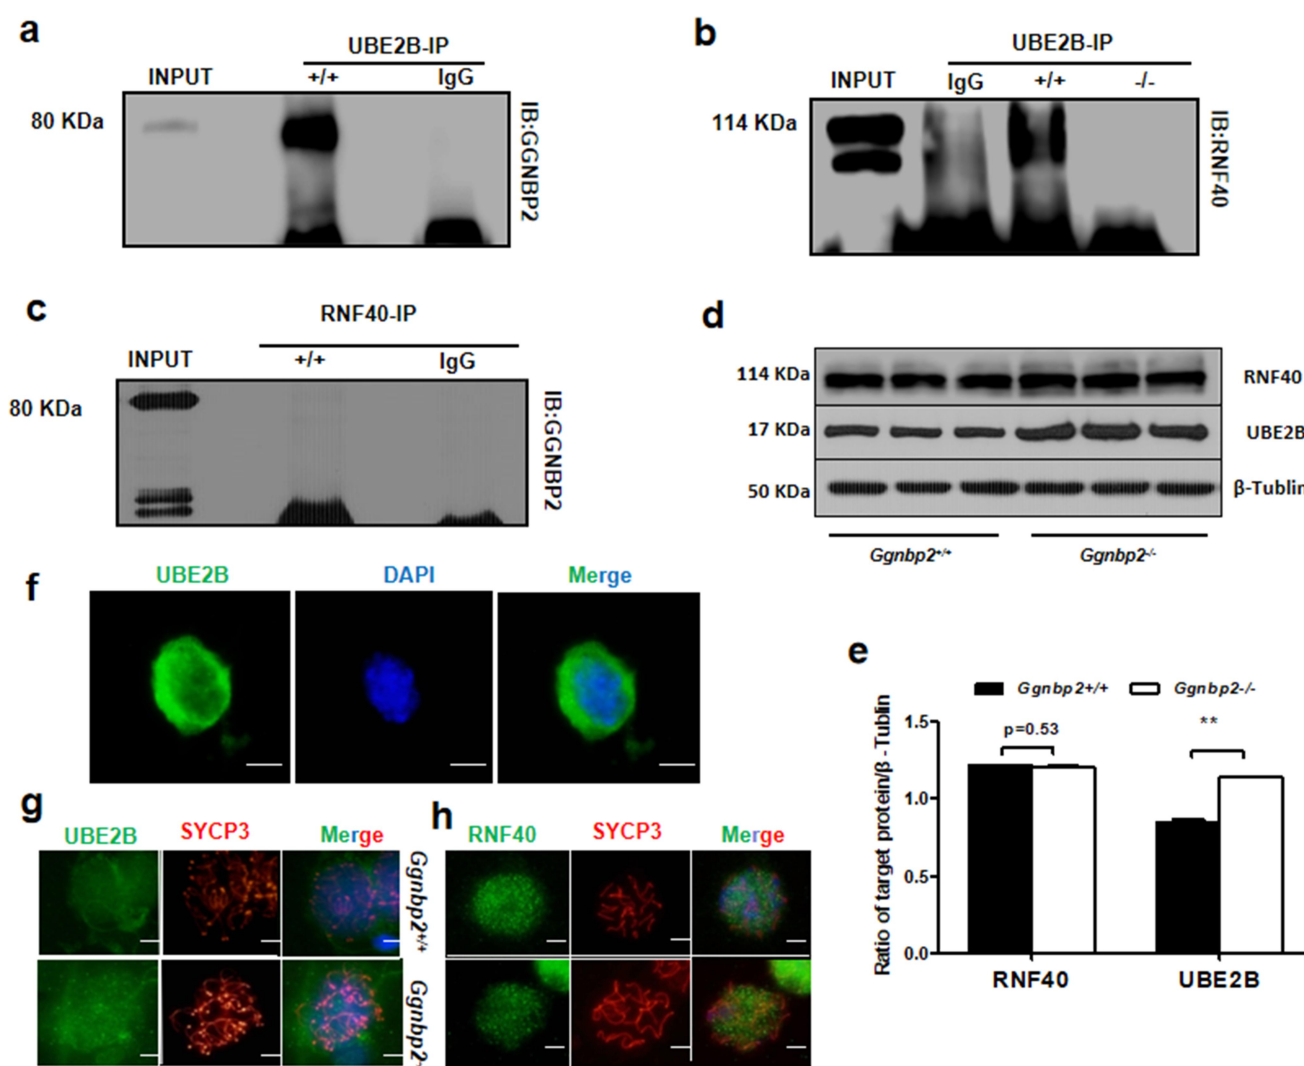 a
UBE2B-IP
INPUT +/+ IgG
80 KDa
IB:GGNBP2
b
UBE2B-IP
INPUT IgG +/+ -/-
114 KDa
IB:RNF40
c
RNF40-IP
INPUT +/+ IgG
80 KDa
IB:GGNBP2
d
114 KDa RNF40
17 KDa UBE2B
50 KDa β-Tublin
Ggnbp2+/+ Ggnbp2-/-
f
UBE2B DAPI Merge
e
Ggnbp2+/+ Ggnbp2-/-
Ratio of target protein/β - Tublin
1.5
1.0
0.5
0.0
p=0.53
**
RNF40 UBE2B
g
UBE2B SYCP3 Merge
Ggnbp2+/+
Ggnbp2-
h
RNF40 SYCP3 Merge